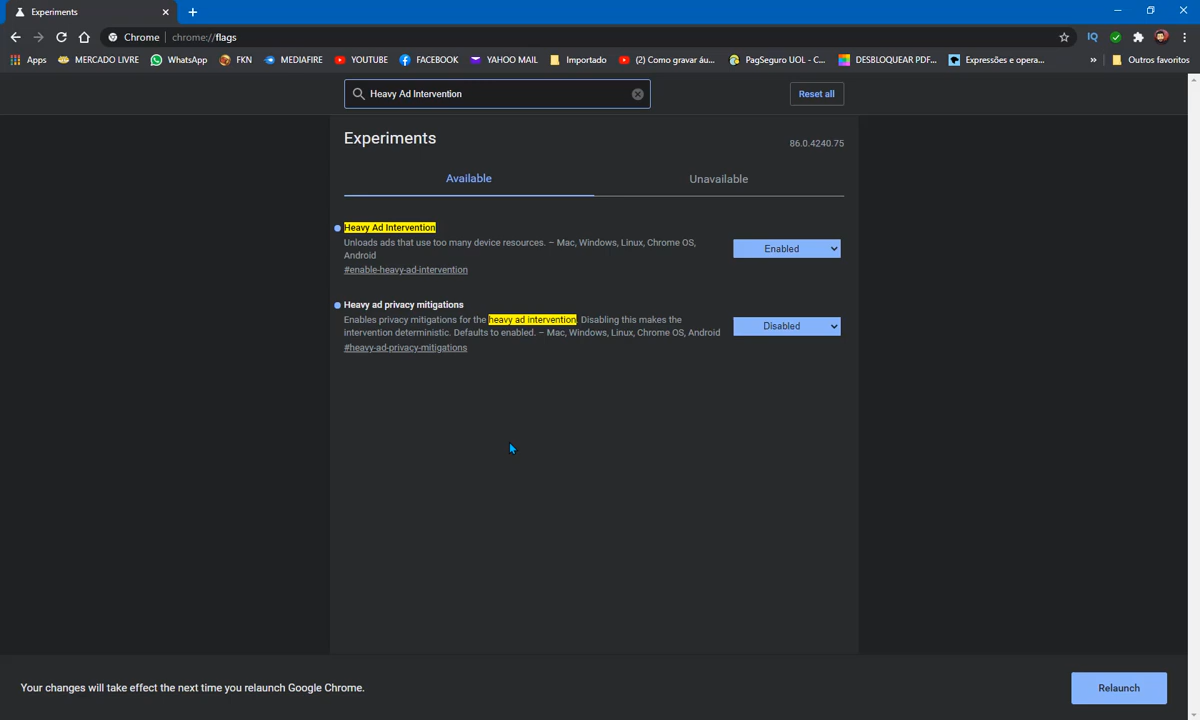 Experiments
Chrome chrome://flags IQ
Apps MERCADO LIVRE WhatsApp FKN MEDIAFIRE YOUTUBE FACEBOOK YAHOO MAIL Importado (2) Como gravar áu... PagSeguro UOL - C... DESBLOQUEAR PDF... Expressões e opera... » Outros favoritos
Heavy Ad Intervention Reset all
Experiments 86.0.4240.75
Available Unavailable
Heavy Ad Intervention
Unloads ads that use too many device resources. – Mac, Windows, Linux, Chrome OS,
Android
#enable-heavy-ad-intervention
Enabled
Heavy ad privacy mitigations
Enables privacy mitigations for the heavy ad intervention. Disabling this makes the
intervention deterministic. Defaults to enabled. – Mac, Windows, Linux, Chrome OS, Android
#heavy-ad-privacy-mitigations
Disabled
Your changes will take effect the next time you relaunch Google Chrome. Relaunch